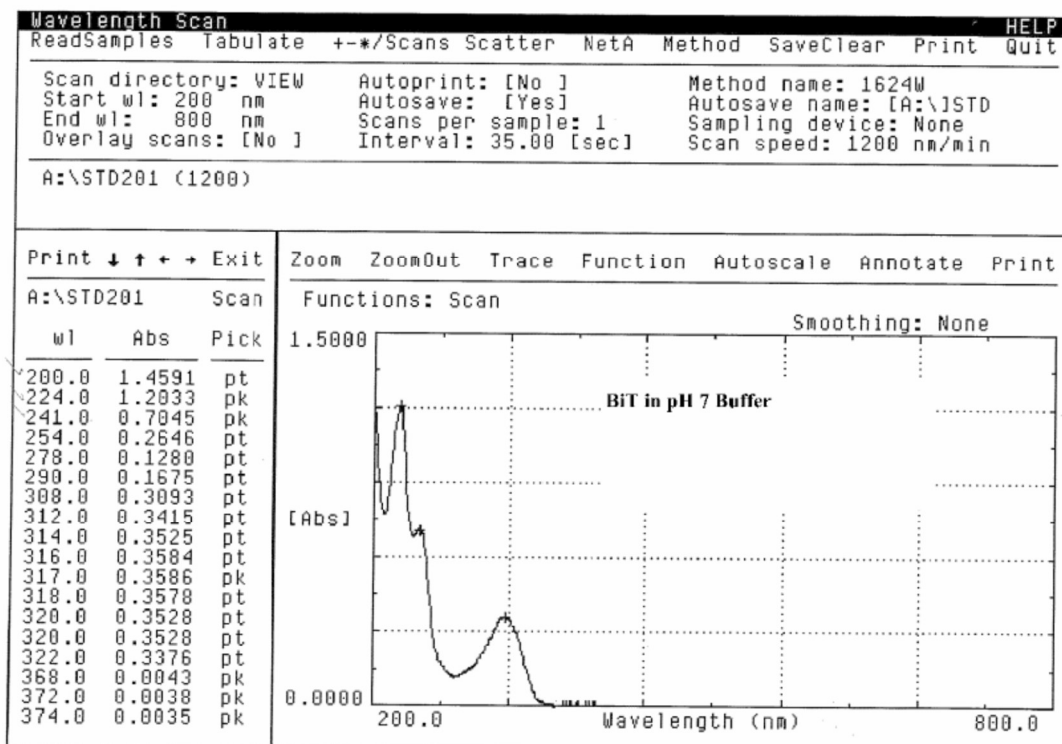 Wavelength Scan HELP
ReadSamples Tabulate +-*/Scans Scatter NetA Method SaveClear Print Quit
Scan directory: VIEW Autoprint: [No ] Method name: 1624W
Start wl: 200 nm Autosave: [Yes] Autosave name: [A:\]STD
End wl: 800 nm Scans per sample: 1 Sampling device: None
Overlay scans: [No ] Interval: 35.00 [sec] Scan speed: 1200 nm/min
A:\STD201 (1200)
Print ↓ ↑ ← → Exit
A:\STD201 Scan
wl Abs Pick
200.0 1.4591 pt
224.0 1.2033 pk
241.0 0.7045 pk
254.0 0.2646 pt
278.0 0.1280 pt
290.0 0.1675 pt
308.0 0.3093 pt
312.0 0.3415 pt
314.0 0.3525 pt
316.0 0.3584 pt
317.0 0.3586 pk
318.0 0.3578 pt
320.0 0.3528 pt
320.0 0.3528 pt
322.0 0.3376 pt
368.0 0.0043 pk
372.0 0.0038 pk
374.0 0.0035 pk
Zoom ZoomOut Trace Function Autoscale Annotate Print
Functions: Scan
Smoothing: None
1.5000
BiT in pH 7 Buffer
[Abs]
0.0000
200.0 Wavelength (nm) 800.0